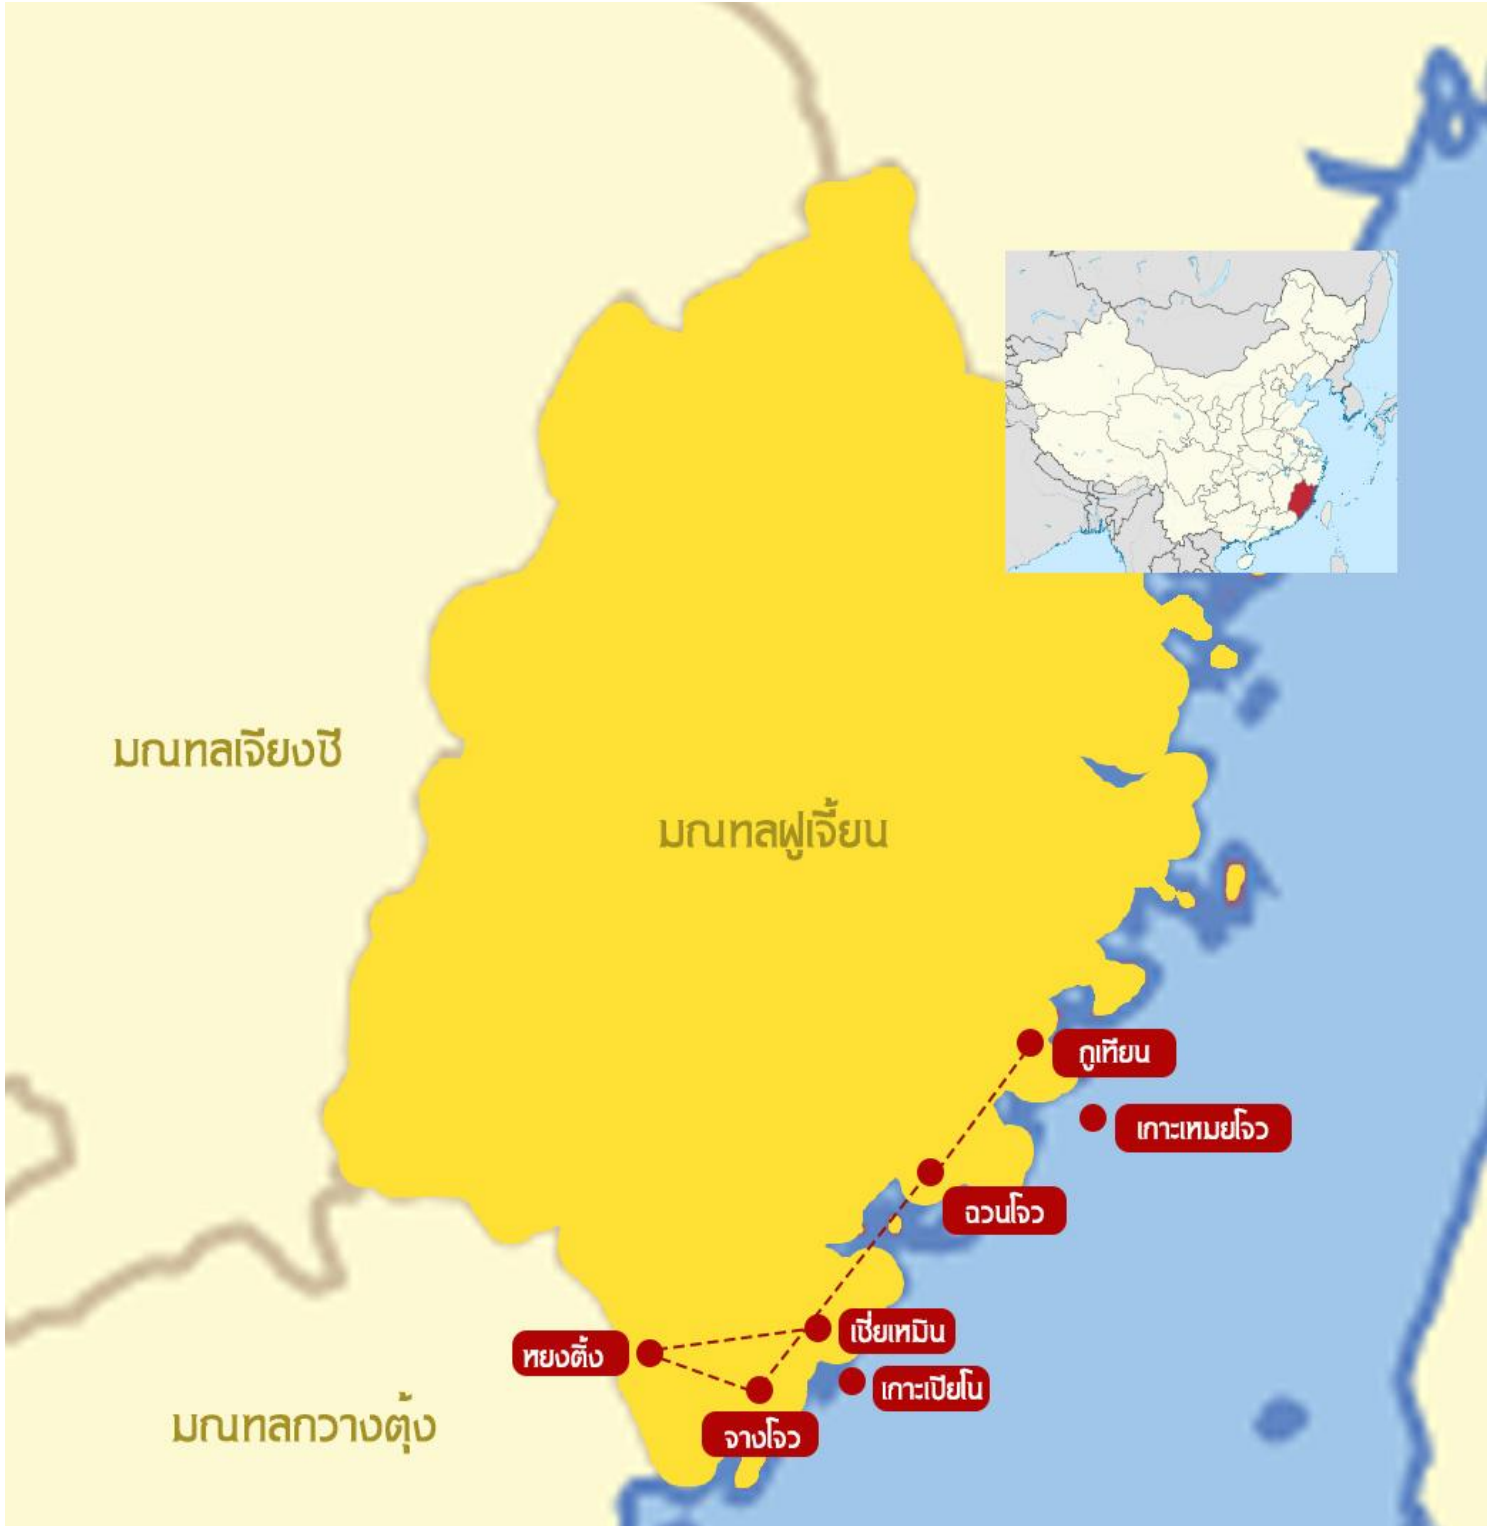 มณฑลเจียงซี
มณฑลฝูเจี้ยน
กูเทียน
เกาะเหมยโจว
ฉวนโจว
เซี่ยเหมิน
หยงติ้ง
เกาะเปียโน
จางโจว
มณฑลกวางตุ้ง